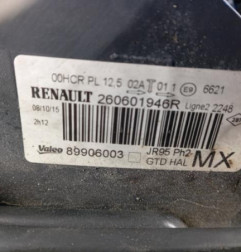 00HCR PL 12,5 02A T 01 1 E9 6621
RENAULT 260601946R Ligne2 2248
08/10/15
2h12
Valeo 89906003 JR95 Ph2 MX
GTD HAL